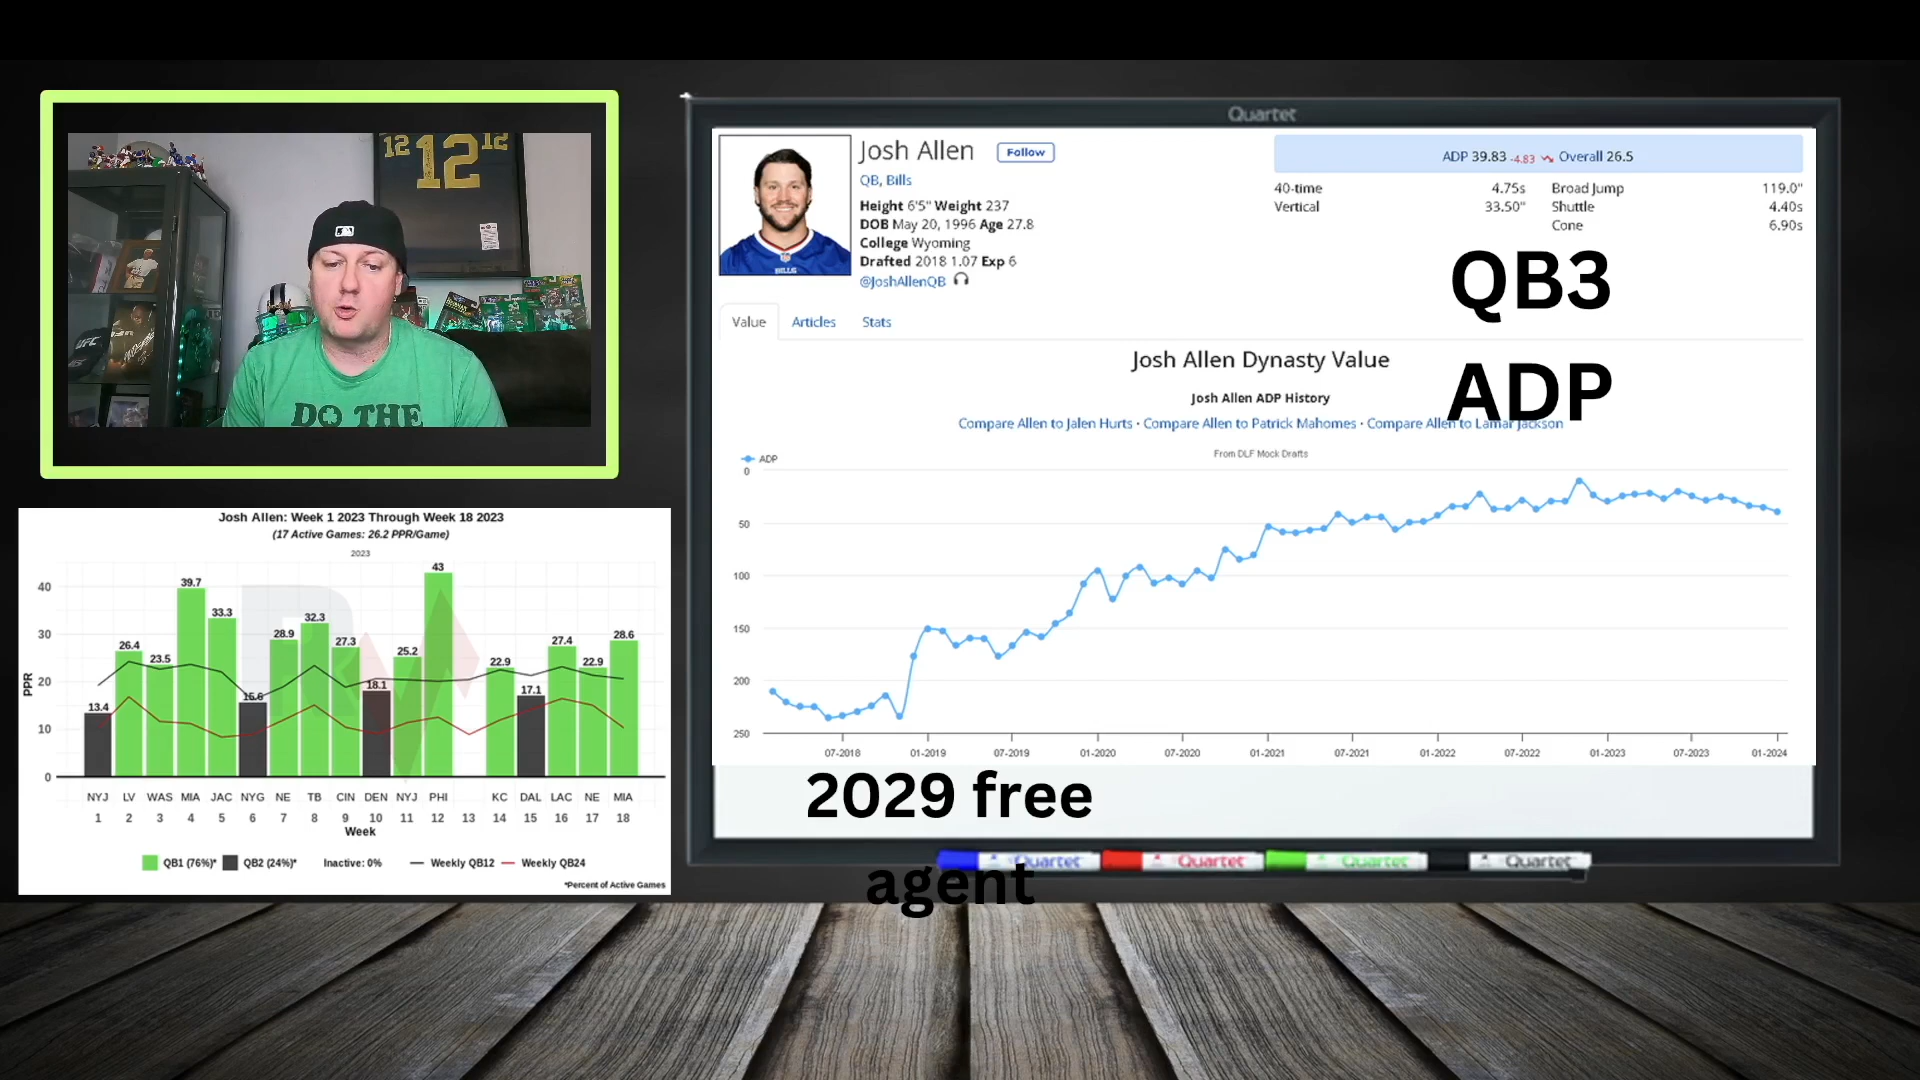 12 12 12
UFC
DO THE
Quartet
Josh Allen Follow
QB, Bills
Height 6'5" Weight 237
DOB May 20, 1996 Age 27.8
College Wyoming
Drafted 2018 1.07 Exp 6
@JoshAllenQB
BILLS
ADP 39.83 -4.83 Overall 26.5
40-time 4.75s Broad Jump 119.0"
Vertical 33.50" Shuttle 4.40s
Cone 6.90s
QB3
ADP
Value Articles Stats
Josh Allen Dynasty Value
Josh Allen ADP History
Compare Allen to Jalen Hurts · Compare Allen to Patrick Mahomes · Compare Allen to Lamar Jackson
From DLF Mock Drafts
ADP
0
50
100
150
200
250
07-2018 01-2019 07-2019 01-2020 07-2020 01-2021 07-2021 01-2022 07-2022 01-2023 07-2023 01-2024
2029 free
agent
Quartet Quartet Quartet Quartet
Josh Allen: Week 1 2023 Through Week 18 2023
(17 Active Games: 26.2 PPR/Game)
2023
PPR
40
30
20
10
0
13.4 26.4 23.5 39.7 33.3 15.6 28.9 32.3 27.3 18.1 25.2 43 22.9 17.1 27.4 22.9 28.6
NYJ LV WAS MIA JAC NYG NE TB CIN DEN NYJ PHI KC DAL LAC NE MIA
1 2 3 4 5 6 7 8 9 10 11 12 13 14 15 16 17 18
Week
QB1 (76%)* QB2 (24%)* Inactive: 0% Weekly QB12 Weekly QB24
*Percent of Active Games